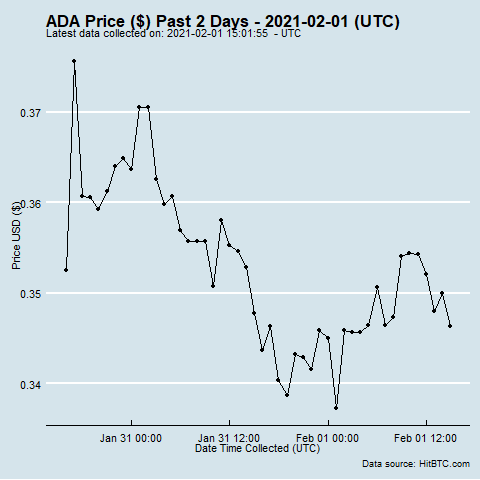 ADA Price ($) Past 2 Days - 2021-02-01 (UTC)
Latest data collected on: 2021-02-01 15:01:55 - UTC
0.37
0.36
0.35
0.34
Price USD ($)
Jan 31 00:00
Jan 31 12:00
Feb 01 00:00
Feb 01 12:00
Date Time Collected (UTC)
Data source: HitBTC.com